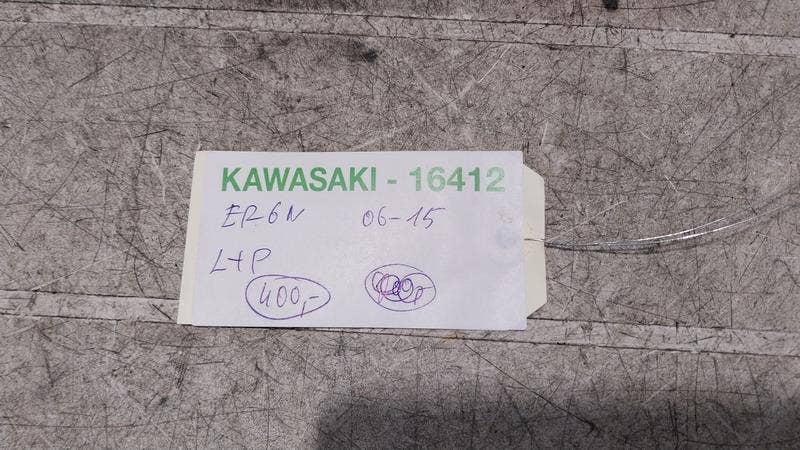 KAWASAKI - 16412
ER6N 06-15
L+P
400,-